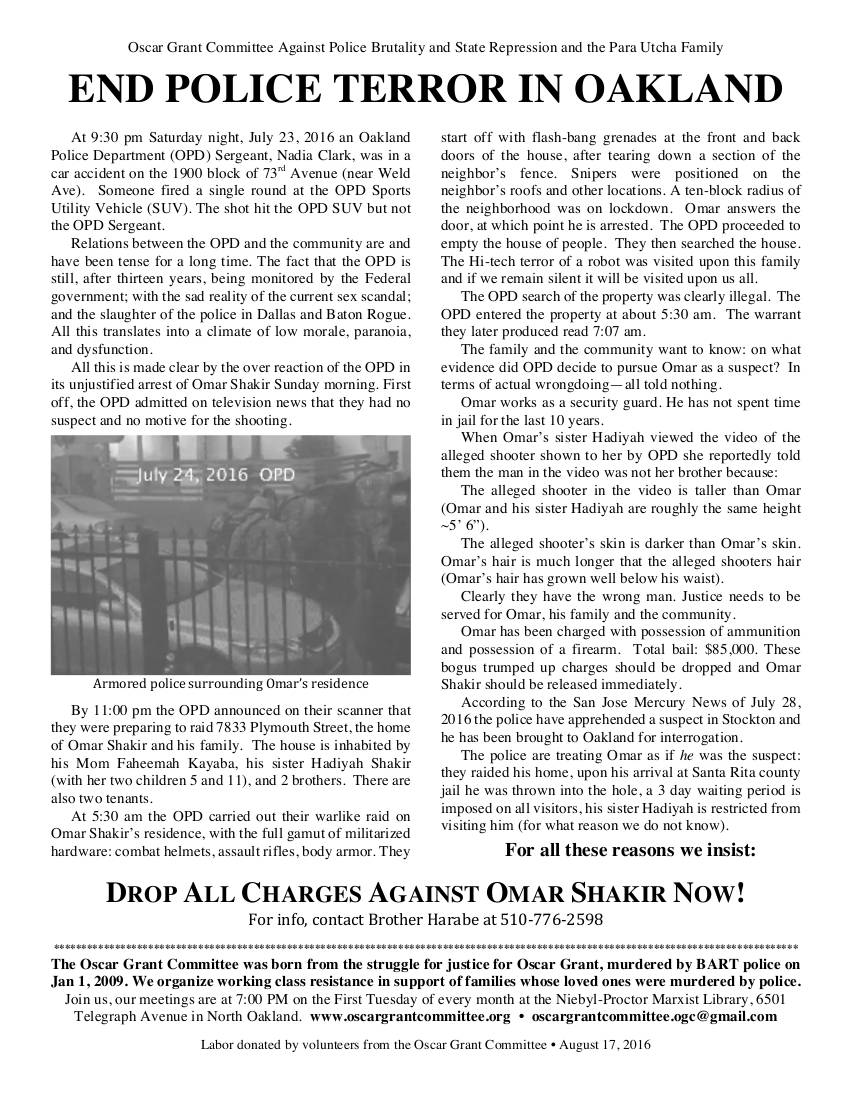 Oscar Grant Committee Against Police Brutality and State Repression and the Para Utcha Family
END POLICE TERROR IN OAKLAND
At 9:30 pm Saturday night, July 23, 2016 an Oakland
Police Department (OPD) Sergeant, Nadia Clark, was in a
car accident on the 1900 block of 73rd Avenue (near Weld
Ave). Someone fired a single round at the OPD Sports
Utility Vehicle (SUV). The shot hit the OPD SUV but not
the OPD Sergeant.
Relations between the OPD and the community are and
have been tense for a long time. The fact that the OPD is
still, after thirteen years, being monitored by the Federal
government; with the sad reality of the current sex scandal;
and the slaughter of the police in Dallas and Baton Rogue.
All this translates into a climate of low morale, paranoia,
and dysfunction.
All this is made clear by the over reaction of the OPD in
its unjustified arrest of Omar Shakir Sunday morning. First
off, the OPD admitted on television news that they had no
suspect and no motive for the shooting.
July 24, 2016 OPD
Armored police surrounding Omar's residence
By 11:00 pm the OPD announced on their scanner that
they were preparing to raid 7833 Plymouth Street, the home
of Omar Shakir and his family. The house is inhabited by
his Mom Faheemah Kayaba, his sister Hadiyah Shakir
(with her two children 5 and 11), and 2 brothers. There are
also two tenants.
At 5:30 am the OPD carried out their warlike raid on
Omar Shakir's residence, with the full gamut of militarized
hardware: combat helmets, assault rifles, body armor. They
start off with flash-bang grenades at the front and back
doors of the house, after tearing down a section of the
neighbor's fence. Snipers were positioned on the
neighbor's roofs and other locations. A ten-block radius of
the neighborhood was on lockdown. Omar answers the
door, at which point he is arrested. The OPD proceeded to
empty the house of people. They then searched the house.
The Hi-tech terror of a robot was visited upon this family
and if we remain silent it will be visited upon us all.
The OPD search of the property was clearly illegal. The
OPD entered the property at about 5:30 am. The warrant
they later produced read 7:07 am.
The family and the community want to know: on what
evidence did OPD decide to pursue Omar as a suspect? In
terms of actual wrongdoing—all told nothing.
Omar works as a security guard. He has not spent time
in jail for the last 10 years.
When Omar's sister Hadiyah viewed the video of the
alleged shooter shown to her by OPD she reportedly told
them the man in the video was not her brother because:
The alleged shooter in the video is taller than Omar
(Omar and his sister Hadiyah are roughly the same height
~5' 6").
The alleged shooter's skin is darker than Omar's skin.
Omar's hair is much longer that the alleged shooters hair
(Omar's hair has grown well below his waist).
Clearly they have the wrong man. Justice needs to be
served for Omar, his family and the community.
Omar has been charged with possession of ammunition
and possession of a firearm. Total bail: $85,000. These
bogus trumped up charges should be dropped and Omar
Shakir should be released immediately.
According to the San Jose Mercury News of July 28,
2016 the police have apprehended a suspect in Stockton and
he has been brought to Oakland for interrogation.
The police are treating Omar as if he was the suspect:
they raided his home, upon his arrival at Santa Rita county
jail he was thrown into the hole, a 3 day waiting period is
imposed on all visitors, his sister Hadiyah is restricted from
visiting him (for what reason we do not know).
For all these reasons we insist:
DROP ALL CHARGES AGAINST OMAR SHAKIR NOW!
For info, contact Brother Harabe at 510-776-2598
The Oscar Grant Committee was born from the struggle for justice for Oscar Grant, murdered by BART police on
Jan 1, 2009. We organize working class resistance in support of families whose loved ones were murdered by police.
Join us, our meetings are at 7:00 PM on the First Tuesday of every month at the Niebyl-Proctor Marxist Library, 6501
Telegraph Avenue in North Oakland. www.oscargrantcommittee.org • oscargrantcommittee.ogc@gmail.com
Labor donated by volunteers from the Oscar Grant Committee • August 17, 2016